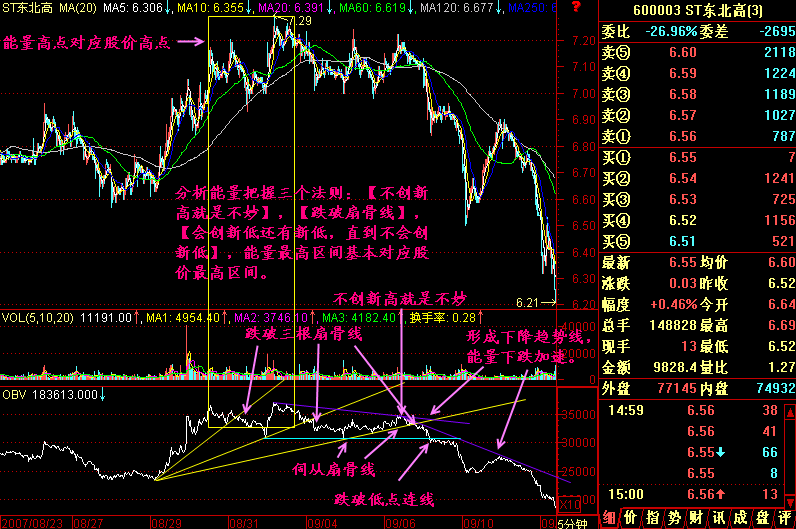 ST东北高 MA(20) MA5: 6.306↓ MA10: 6.355↓ MA20: 6.391↓ MA60: 6.619↓ MA120: 6.677↓ MA250: 6
7.29
能量高点对应股价高点
7.20
7.10
7.00
6.90
6.80
6.70
6.60
6.50
6.40
6.30
6.20
分析能量把握三个法则:【不创新
高就是不妙】,【跌破扇骨线】,
【会创新低还有新低,直到不会创
新低】,能量最高区间基本对应股
价最高区间。
6.21
不创新高就是不妙
VOL(5,10,20) 11191.00↑ MA1: 4954.40↑ MA2: 3746.10↑ MA3: 4182.40↑ 换手率: 0.28↑
40000
20000
跌破三根扇骨线
形成下降趋势线,
能量下跌加速。
OBV 183613.000↓
35000
30000
25000
X10
伺从扇骨线
跌破低点连线
2007/08/23 08/27 08/29 08/31 09/04 09/06 09/10 09 5分钟
?
600003 ST东北高(3)
委比 -26.96% 委差 -2695
卖⑤ 6.60 2118
卖④ 6.59 1224
卖③ 6.58 1189
卖② 6.57 1027
卖① 6.56 787
买① 6.55 7
买② 6.54 1241
买③ 6.53 725
买④ 6.52 1156
买⑤ 6.51 521
最新 6.55 均价 6.60
涨跌 0.03 昨收 6.52
幅度 +0.46% 今开 6.64
总手 148828 最高 6.69
现手 13 最低 6.52
金额 9828.4 量比 1.27
外盘 77145 内盘 74932
14:59 6.56 38
6.56 41
6.55↓ 66
6.55 8
15:00 6.56↑ 13
细 价 指 势 财 讯 成 盘 评